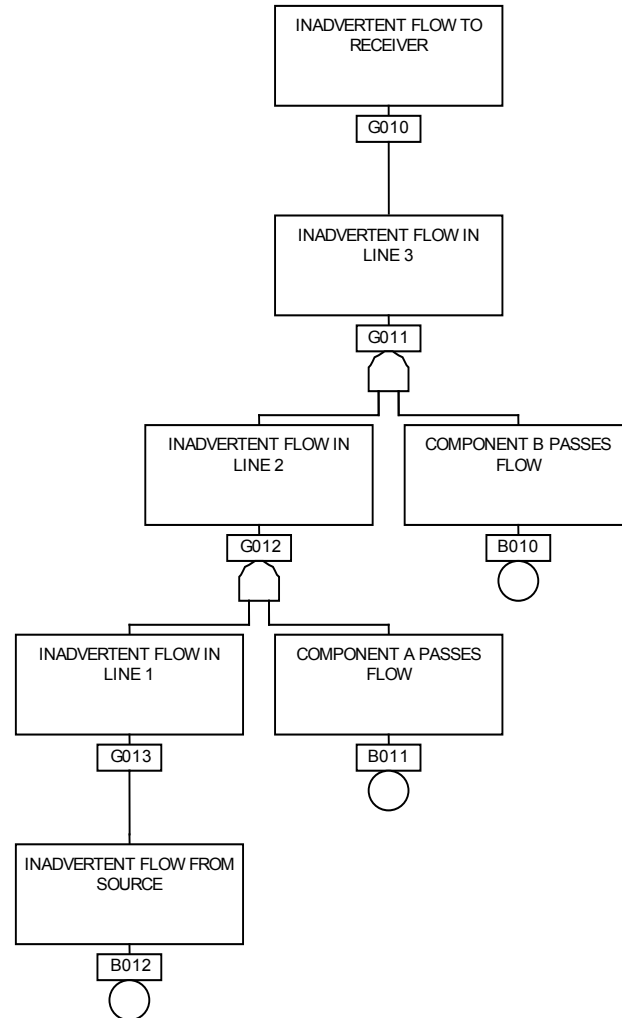 INADVERTENT FLOW TO
RECEIVER
G010
INADVERTENT FLOW IN
LINE 3
G011
INADVERTENT FLOW IN
LINE 2
G012
COMPONENT B PASSES
FLOW
B010
INADVERTENT FLOW IN
LINE 1
G013
COMPONENT A PASSES
FLOW
B011
INADVERTENT FLOW FROM
SOURCE
B012